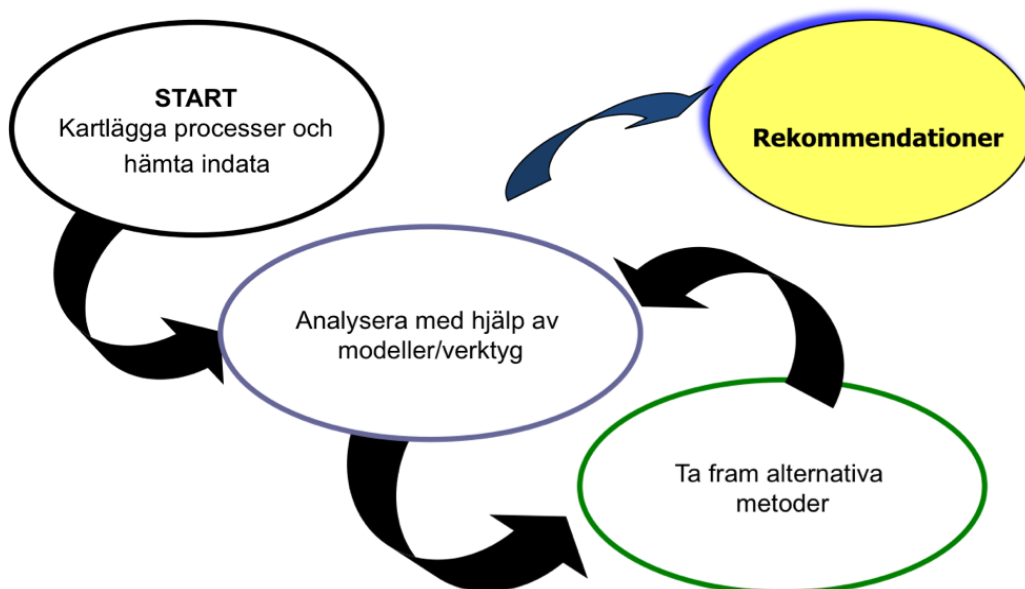 START
Kartlägga processer och
hämta indata
Rekommendationer
Analysera med hjälp av
modeller/verktyg
Ta fram alternativa
metoder